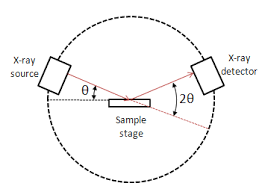 X-ray
source
X-ray
detector
θ
2θ
Sample
stage